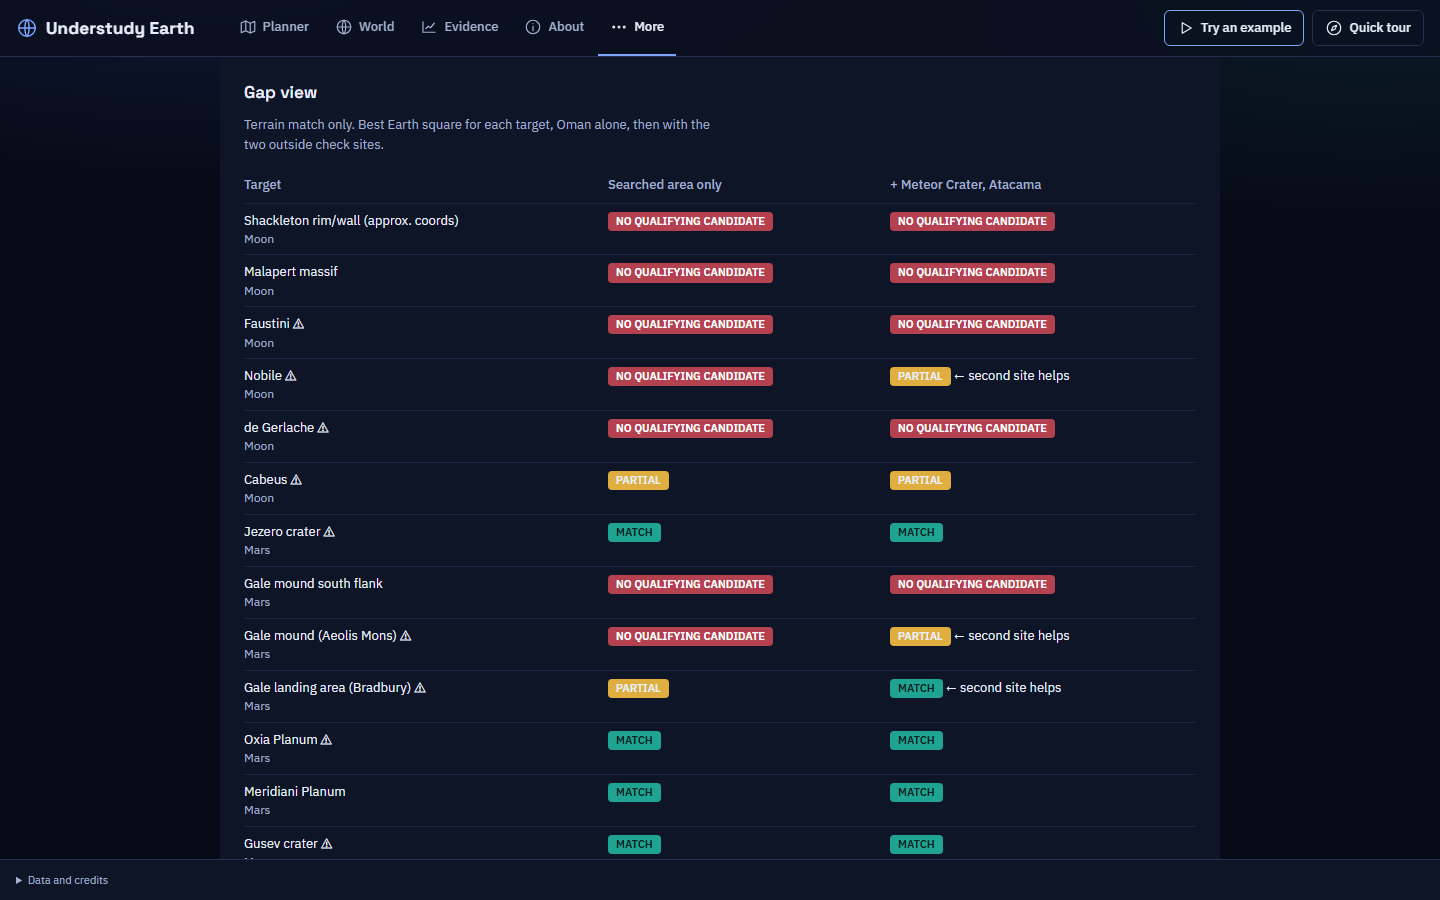 Understudy Earth Planner World Evidence About More Try an example Quick tour
Gap view
Terrain match only. Best Earth square for each target, Oman alone, then with the
two outside check sites.
Target Searched area only + Meteor Crater, Atacama
Shackleton rim/wall (approx. coords) NO QUALIFYING CANDIDATE NO QUALIFYING CANDIDATE
Moon
Malapert massif NO QUALIFYING CANDIDATE NO QUALIFYING CANDIDATE
Moon
Faustini ⚠ NO QUALIFYING CANDIDATE NO QUALIFYING CANDIDATE
Moon
Nobile ⚠ NO QUALIFYING CANDIDATE PARTIAL ← second site helps
Moon
de Gerlache ⚠ NO QUALIFYING CANDIDATE NO QUALIFYING CANDIDATE
Moon
Cabeus ⚠ PARTIAL PARTIAL
Moon
Jezero crater ⚠ MATCH MATCH
Mars
Gale mound south flank NO QUALIFYING CANDIDATE NO QUALIFYING CANDIDATE
Mars
Gale mound (Aeolis Mons) ⚠ NO QUALIFYING CANDIDATE PARTIAL ← second site helps
Mars
Gale landing area (Bradbury) ⚠ PARTIAL MATCH ← second site helps
Mars
Oxia Planum ⚠ MATCH MATCH
Mars
Meridiani Planum MATCH MATCH
Mars
Gusev crater ⚠ MATCH MATCH
Data and credits